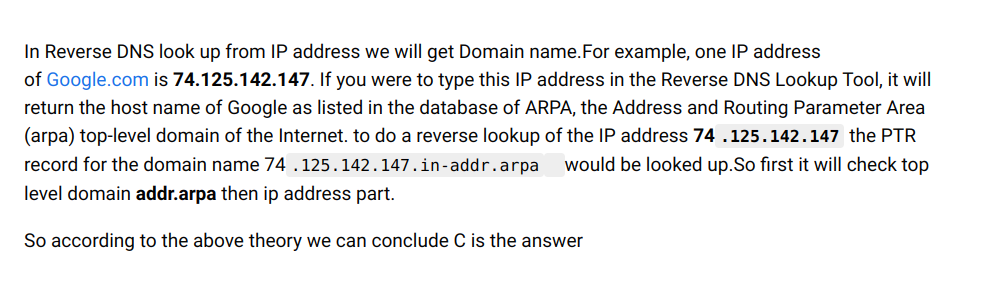 In Reverse DNS look up from IP address we will get Domain name.For example, one IP address
of Google.com is 74.125.142.147. If you were to type this IP address in the Reverse DNS Lookup Tool, it will
return the host name of Google as listed in the database of ARPA, the Address and Routing Parameter Area
(arpa) top-level domain of the Internet. to do a reverse lookup of the IP address 74 .125.142.147 the PTR
record for the domain name 74 .125.142.147.in-addr.arpa would be looked up.So first it will check top
level domain addr.arpa then ip address part.
So according to the above theory we can conclude C is the answer